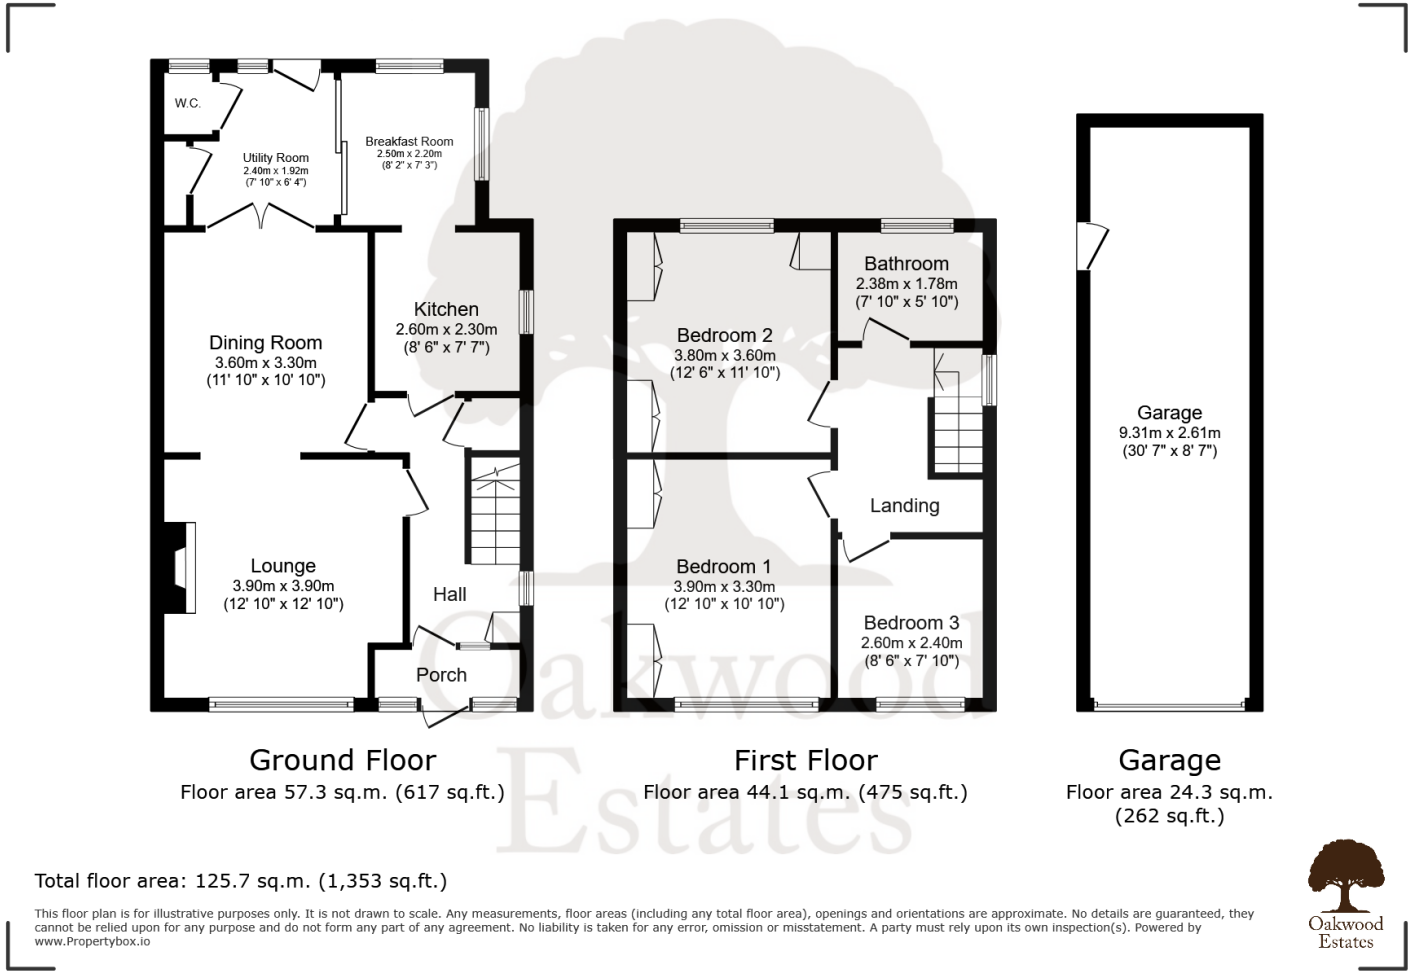 W.C.
Utility Room
2.40m x 1.92m
(7' 10" x 6' 4")
Breakfast Room
2.50m x 2.20m
(8' 2" x 7' 3")
Dining Room
3.60m x 3.30m
(11' 10" x 10' 10")
Kitchen
2.60m x 2.30m
(8' 6" x 7' 7")
Lounge
3.90m x 3.90m
(12' 10" x 12' 10")
Hall
Porch
Bedroom 2
3.80m x 3.60m
(12' 6" x 11' 10")
Bathroom
2.38m x 1.78m
(7' 10" x 5' 10")
Landing
Bedroom 1
3.90m x 3.30m
(12' 10" x 10' 10")
Bedroom 3
2.60m x 2.40m
(8' 6" x 7' 10")
Garage
9.31m x 2.61m
(30' 7" x 8' 7")
Oakwood
Estates
Ground Floor
Floor area 57.3 sq.m. (617 sq.ft.)
First Floor
Floor area 44.1 sq.m. (475 sq.ft.)
Garage
Floor area 24.3 sq.m.
(262 sq.ft.)
Total floor area: 125.7 sq.m. (1,353 sq.ft.)
This floor plan is for illustrative purposes only. It is not drawn to scale. Any measurements, floor areas (including any total floor area), openings and orientations are approximate. No details are guaranteed, they
cannot be relied upon for any purpose and do not form any part of any agreement. No liability is taken for any error, omission or misstatement. A party must rely upon its own inspection(s). Powered by
www.Propertybox.io
Oakwood
Estates